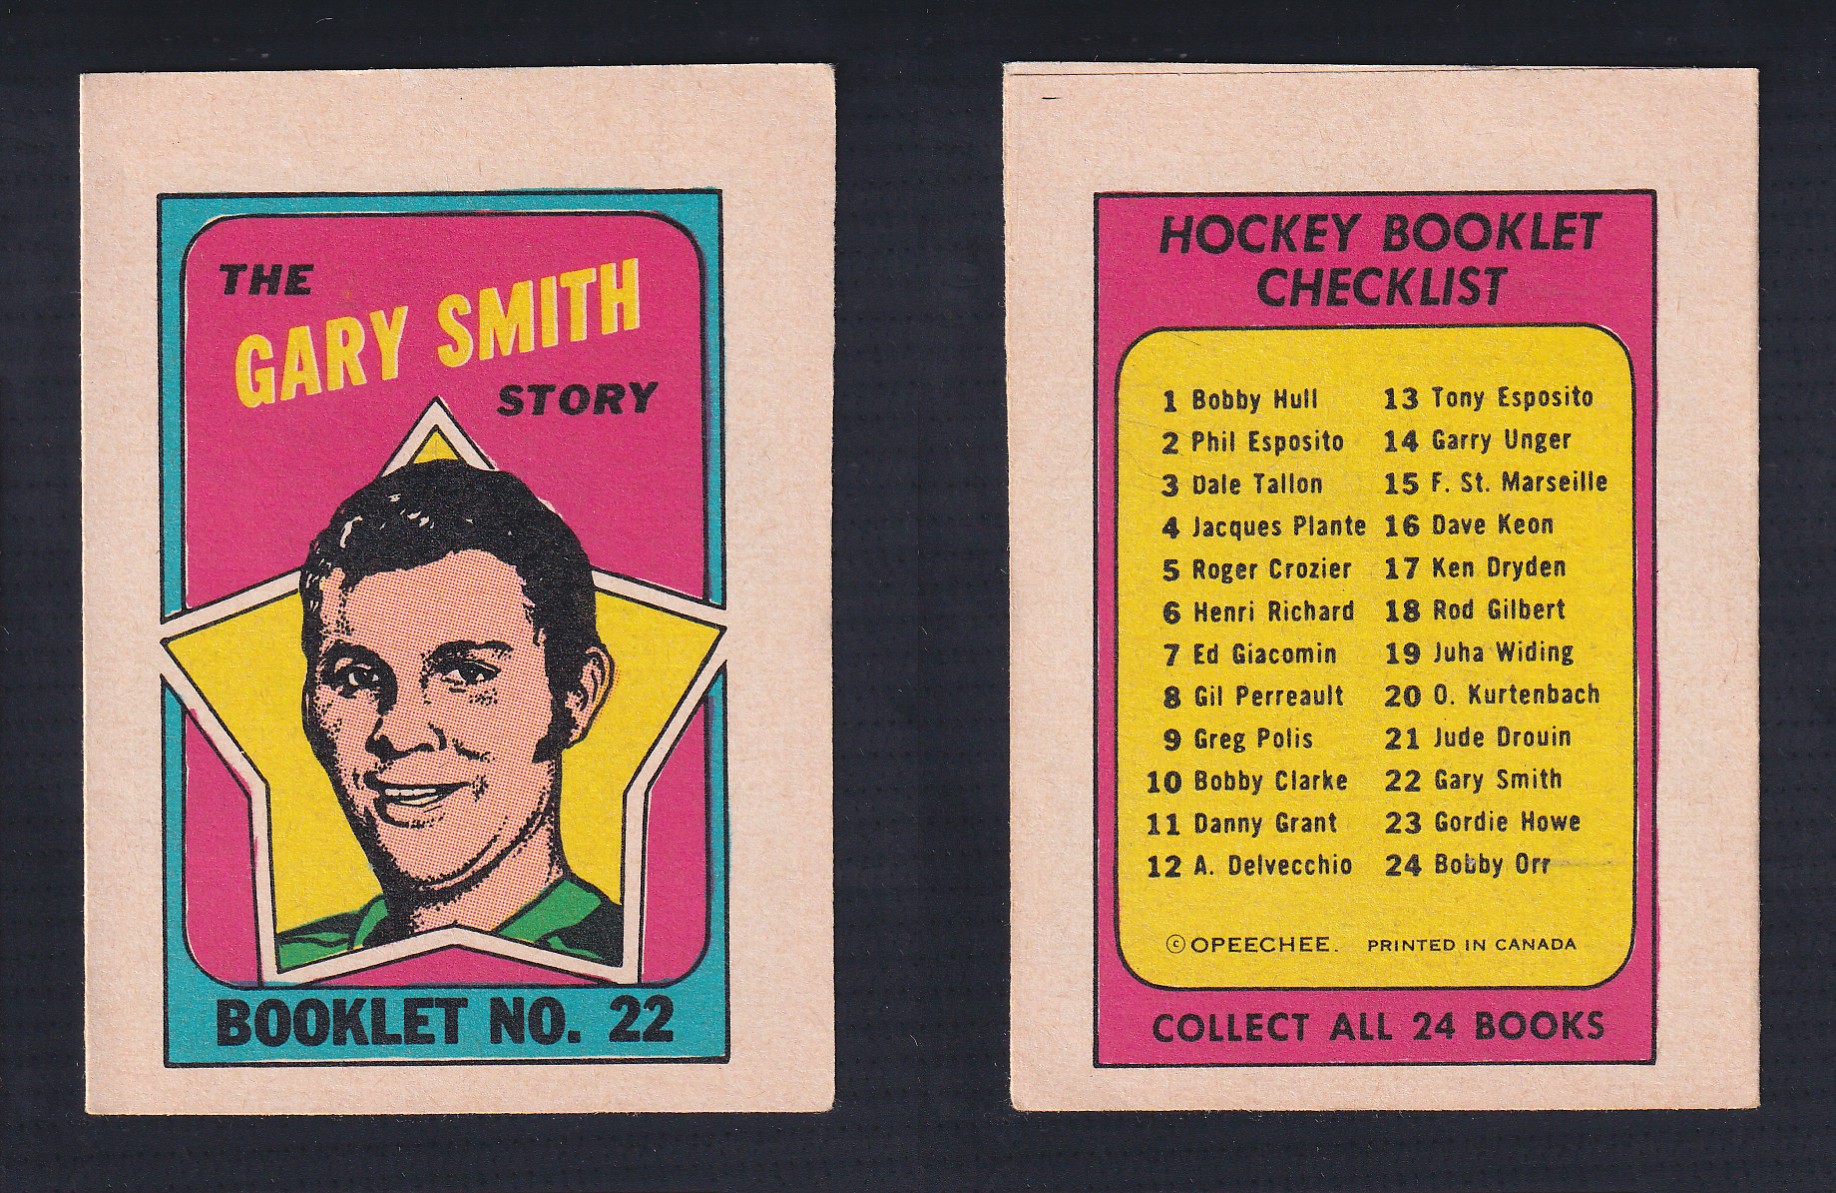 THE
GARY SMITH
STORY
BOOKLET NO. 22
HOCKEY BOOKLET
CHECKLIST
1 Bobby Hull
2 Phil Esposito
3 Dale Tallon
4 Jacques Plante
5 Roger Crozier
6 Henri Richard
7 Ed Giacomin
8 Gil Perreault
9 Greg Polis
10 Bobby Clarke
11 Danny Grant
12 A. Delvecchio
13 Tony Esposito
14 Garry Unger
15 F. St. Marseille
16 Dave Keon
17 Ken Dryden
18 Rod Gilbert
19 Juha Widing
20 O. Kurtenbach
21 Jude Drouin
22 Gary Smith
23 Gordie Howe
24 Bobby Orr
© OPEECHEE. PRINTED IN CANADA
COLLECT ALL 24 BOOKS